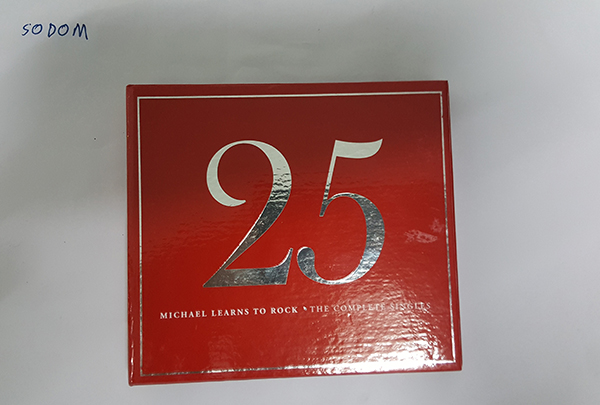 SODOM
25
MICHAEL LEARNS TO ROCK • THE COMPLETE SINGLES